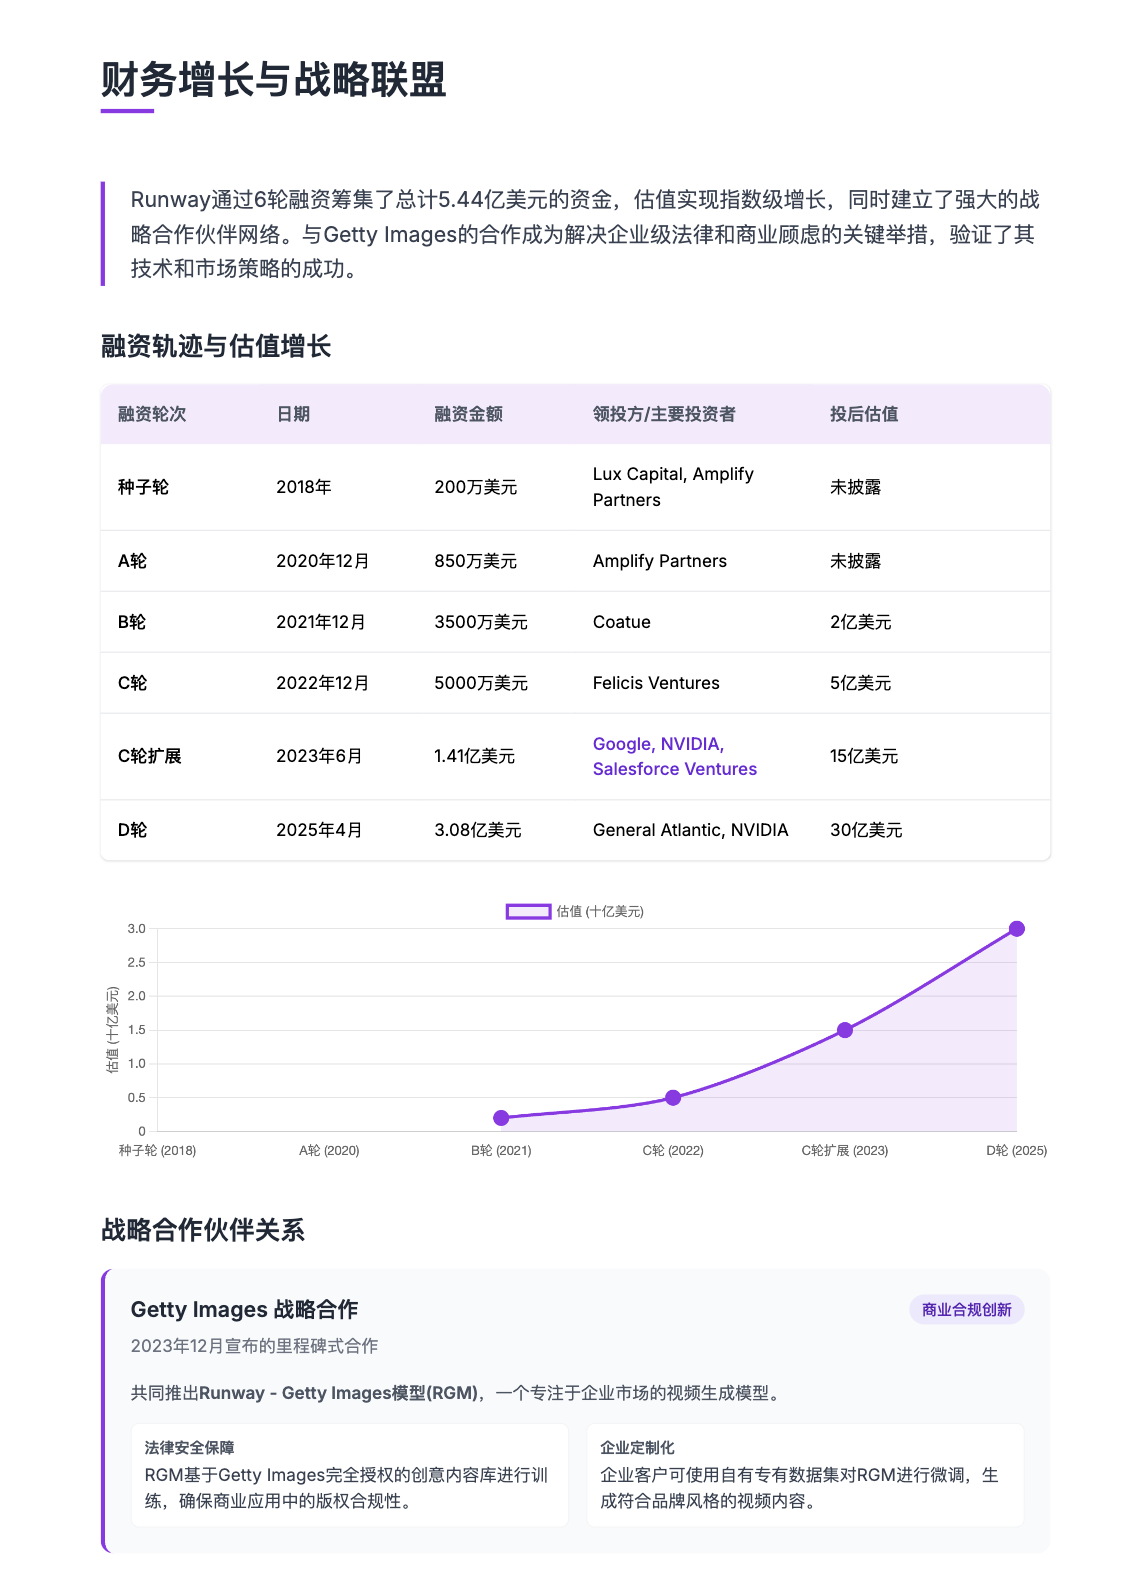 财务增长与战略联盟
Runway通过6轮融资筹集了总计5.44亿美元的资金，估值实现指数级增长，同时建立了强大的战
略合作伙伴网络。与Getty Images的合作成为解决企业级法律和商业顾虑的关键举措，验证了其
技术和市场策略的成功。
融资轨迹与估值增长
融资轮次 日期 融资金额 领投方/主要投资者 投后估值
种子轮 2018年 200万美元 Lux Capital, Amplify
Partners 未披露
A轮 2020年12月 850万美元 Amplify Partners 未披露
B轮 2021年12月 3500万美元 Coatue 2亿美元
C轮 2022年12月 5000万美元 Felicis Ventures 5亿美元
C轮扩展 2023年6月 1.41亿美元 Google, NVIDIA,
Salesforce Ventures 15亿美元
D轮 2025年4月 3.08亿美元 General Atlantic, NVIDIA 30亿美元
估值 (十亿美元)
估值 (十亿美元)
3.0
2.5
2.0
1.5
1.0
0.5
0
种子轮 (2018) A轮 (2020) B轮 (2021) C轮 (2022) C轮扩展 (2023) D轮 (2025)
战略合作伙伴关系
Getty Images 战略合作
商业合规创新
2023年12月宣布的里程碑式合作
共同推出Runway - Getty Images模型(RGM)，一个专注于企业市场的视频生成模型。
法律安全保障
RGM基于Getty Images完全授权的创意内容库进行训
练，确保商业应用中的版权合规性。
企业定制化
企业客户可使用自有专有数据集对RGM进行微调，生
成符合品牌风格的视频内容。